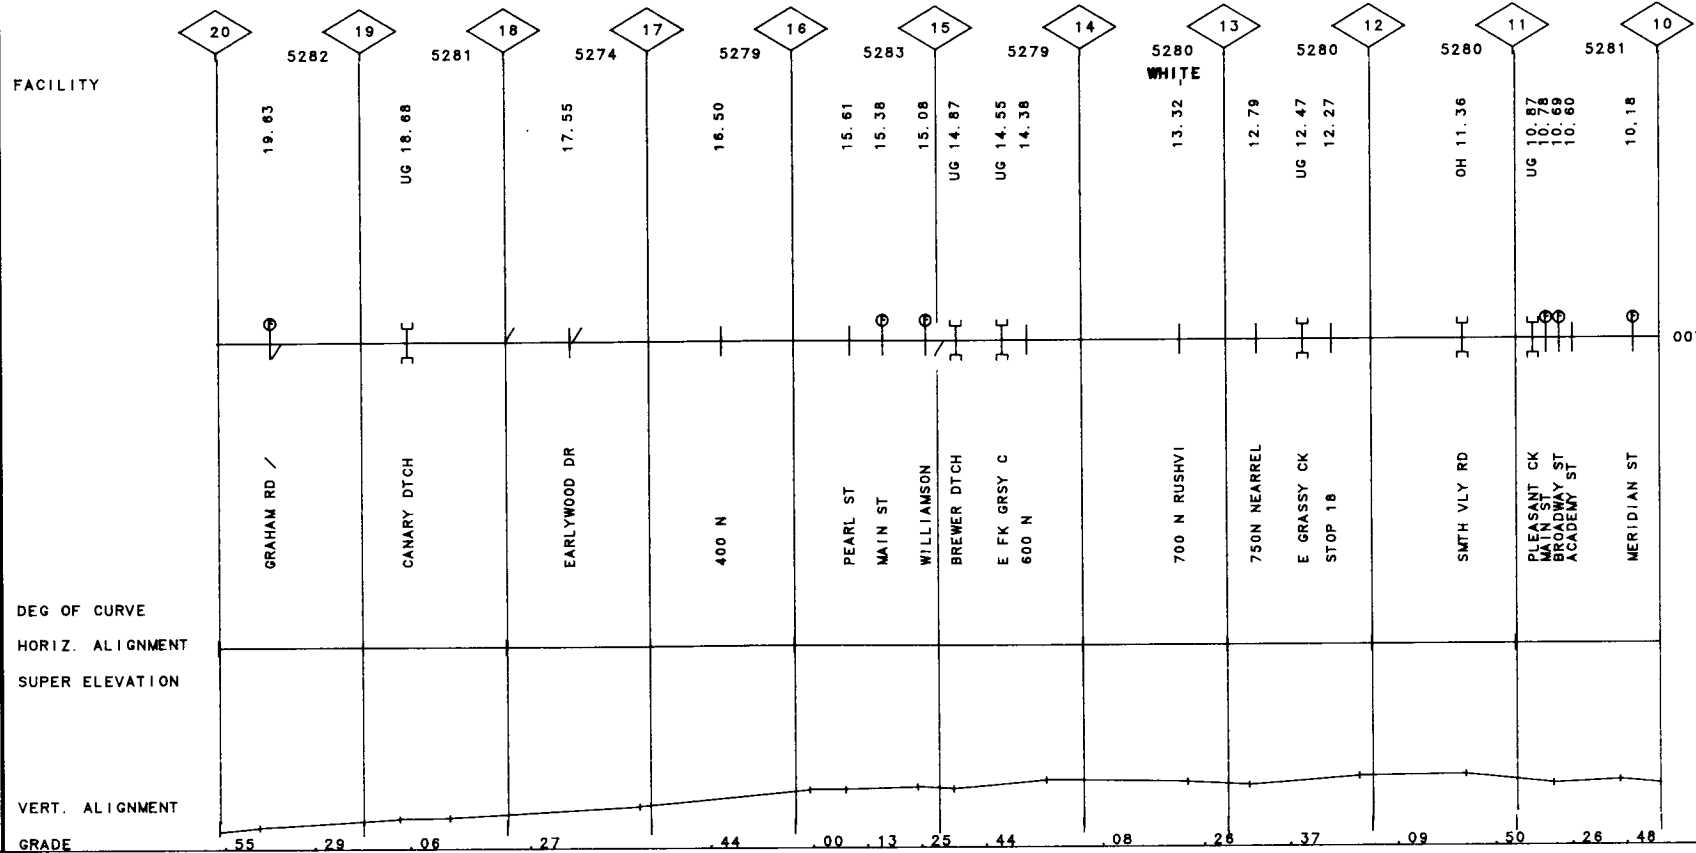 20 19 18 17 16 15 14 13 12 11 10
5282 5281 5274 5279 5283 5279 5280 5280 5280 5281
WHITE
FACILITY
19.63
UG 18.68
17.55
16.50
15.61
15.38
15.08
UG 14.87
UG 14.55
14.38
13.32
12.79
UG 12.47
12.27
OH 11.36
UG 10.87
10.78
10.69
10.60
10.18
F F F F F F
GRAHAM RD /
CANARY DTCH
EARLYWOOD DR
400 N
PEARL ST
MAIN ST
WILLIAMSON
BREWER DTCH
E FK GRSY C
600 N
700 N RUSHVI
750N NEARREL
E GRASSY CK
STOP 18
SMTH VLY RD
PLEASANT CK
MAIN ST
BROADWAY ST
ACADEMY ST
MERIDIAN ST
DEG OF CURVE
HORIZ. ALIGNMENT
SUPER ELEVATION
VERT. ALIGNMENT
GRADE .55 .29 .06 .27 .44 .00 .13 .25 .44 .08 .26 .37 .09 .50 .26 .48